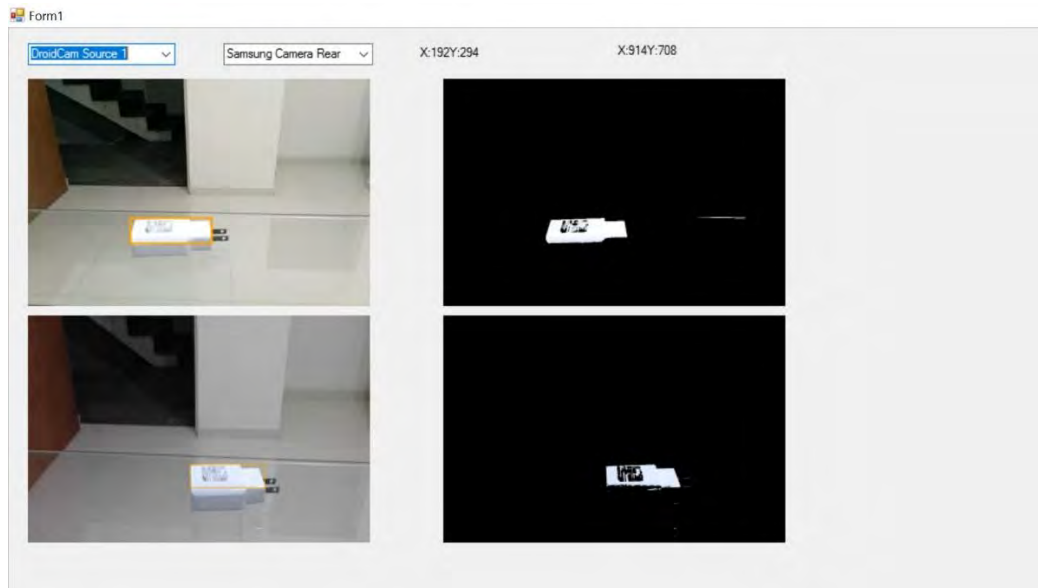 Form1
DroidCam Source 1
Samsung Camera Rear
X:192Y:294
X:914Y:708